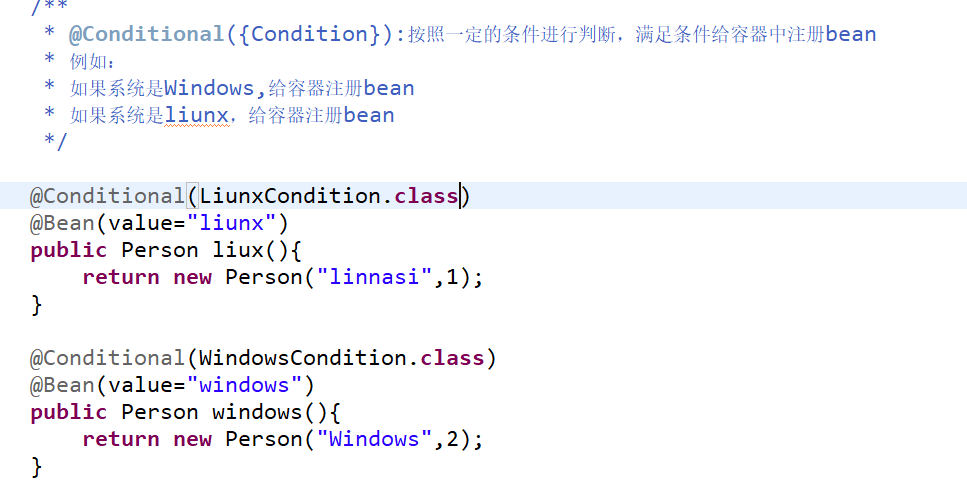 /**
 * @Conditional({Condition}):按照一定的条件进行判断，满足条件给容器中注册bean
 * 例如：
 * 如果系统是Windows,给容器注册bean
 * 如果系统是liunx，给容器注册bean
 */
@Conditional(LiunxCondition.class)
@Bean(value="liunx")
public Person liux(){
    return new Person("linnasi",1);
}
@Conditional(WindowsCondition.class)
@Bean(value="windows")
public Person windows(){
    return new Person("Windows",2);
}